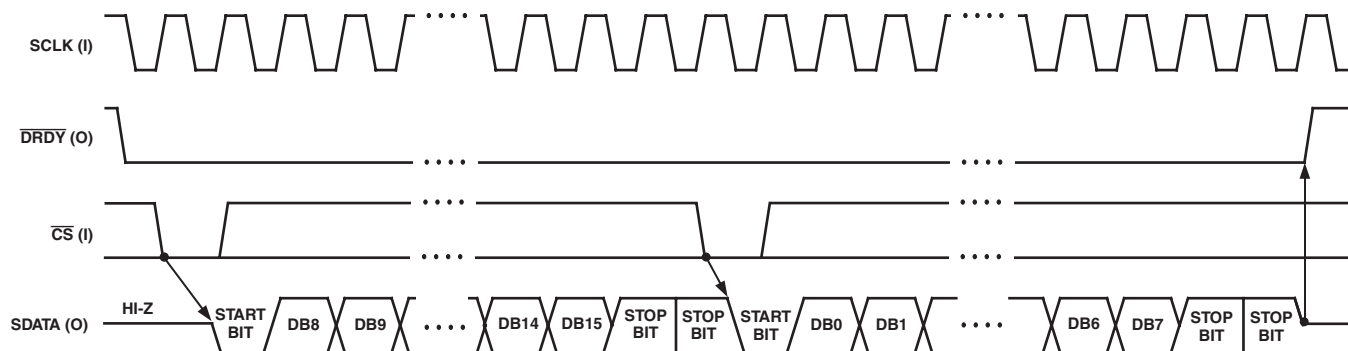 SCLK (I)
DRDY (O)
CS (I)
SDATA (O)
HI-Z
START BIT
DB8
DB9
DB14
DB15
STOP BIT
STOP BIT
START BIT
DB0
DB1
DB6
DB7
STOP BIT
STOP BIT